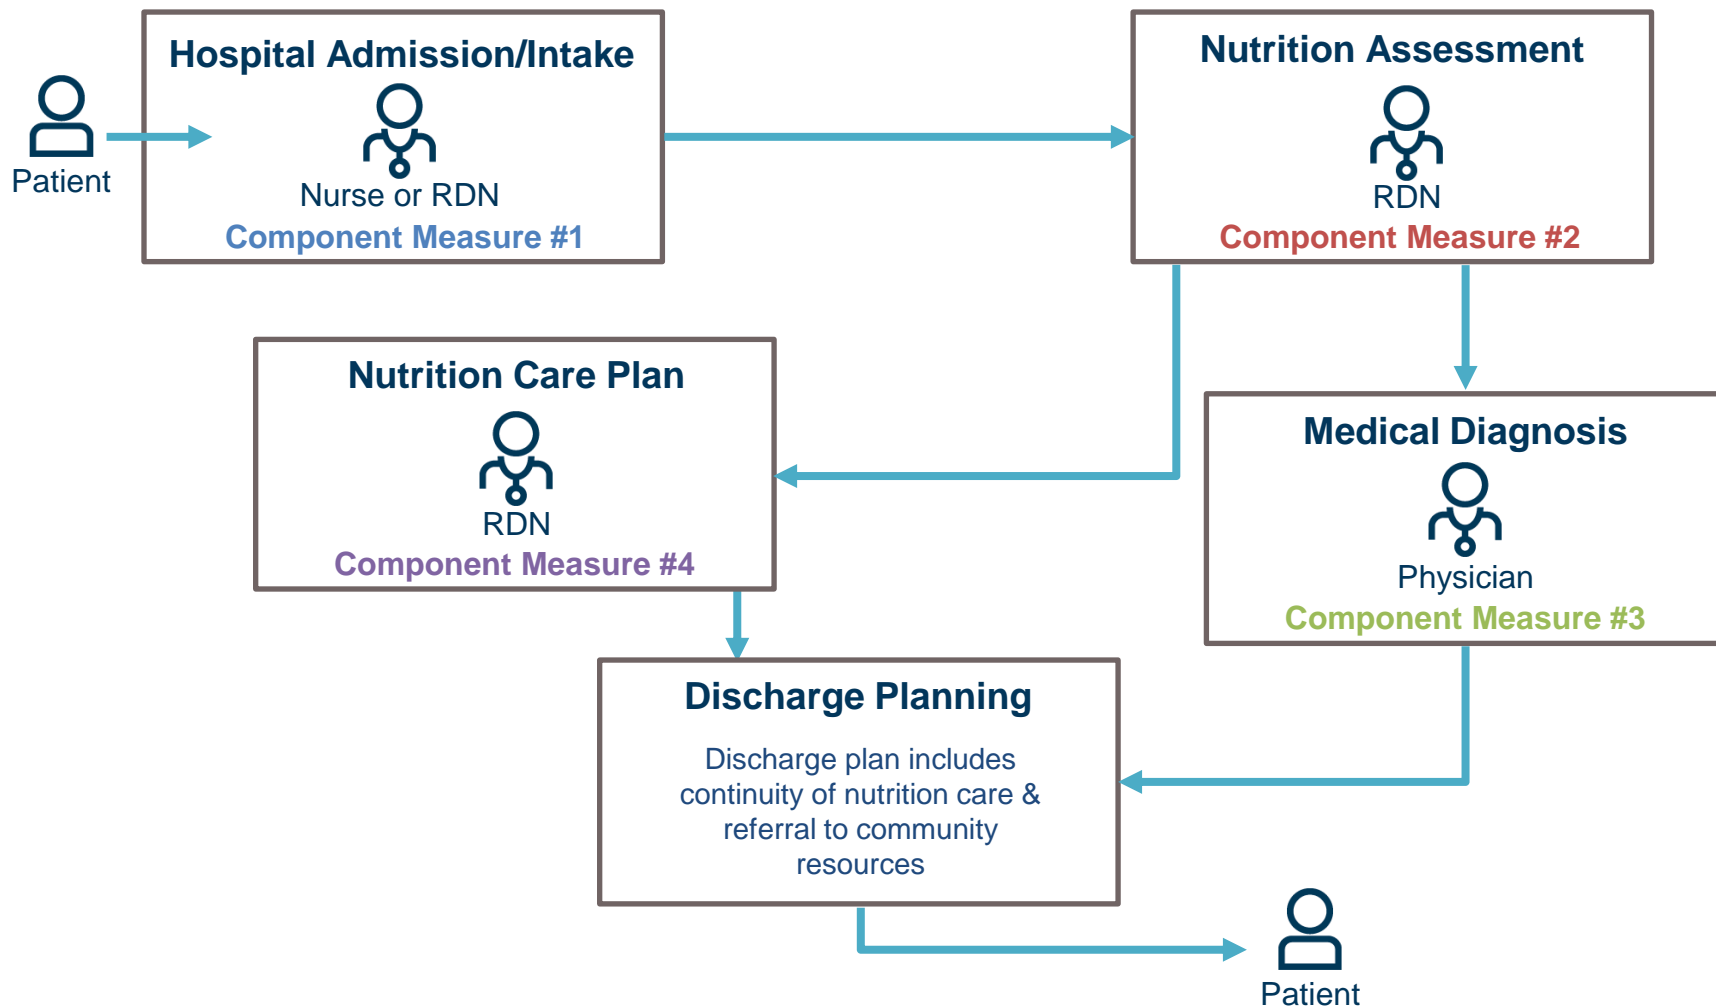 Patient
Hospital Admission/Intake
Nurse or RDN
Component Measure #1
Nutrition Assessment
RDN
Component Measure #2
Nutrition Care Plan
RDN
Component Measure #4
Medical Diagnosis
Physician
Component Measure #3
Discharge Planning
Discharge plan includes
continuity of nutrition care &
referral to community
resources
Patient